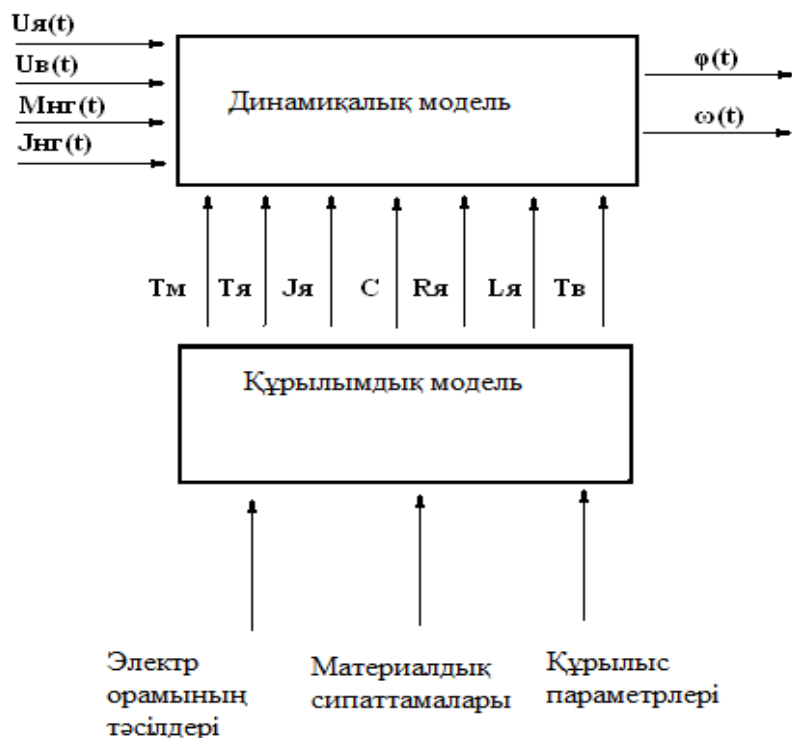 Uя(t)
Uв(t)
Mнг(t)
Jнг(t)
Динамиқалық модель
φ(t)
ω(t)
Tм Tя Jя C Rя Lя Tв
Құрылымдық модель
Электр
орамының
тәсілдері
Материалдық
сипаттамалары
Құрылыс
параметрлері